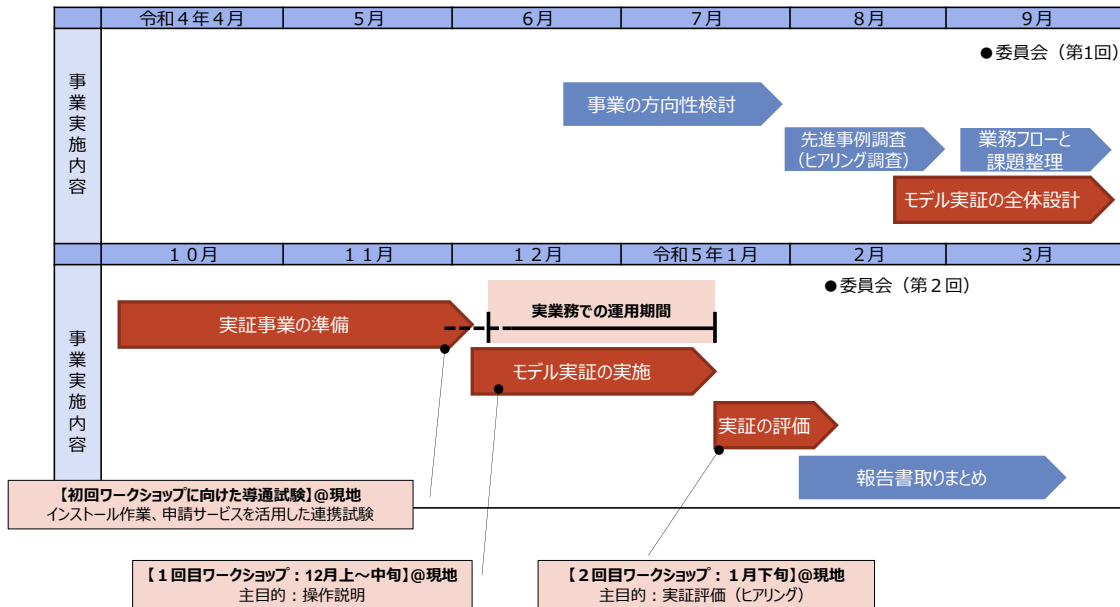 令和4年4月 5月 6月 7月 8月 9月
事業実施内容
●委員会（第1回）
事業の方向性検討
先進事例調査
（ヒアリング調査）
業務フローと
課題整理
モデル実証の全体設計
10月 11月 12月 令和5年1月 2月 3月
事業実施内容
●委員会（第２回）
実証事業の準備
実業務での運用期間
モデル実証の実施
実証の評価
報告書取りまとめ
【初回ワークショップに向けた導通試験】@現地
インストール作業、申請サービスを活用した連携試験
【１回目ワークショップ：12月上～中旬】@現地
主目的：操作説明
【２回目ワークショップ：１月下旬】@現地
主目的：実証評価（ヒアリング）